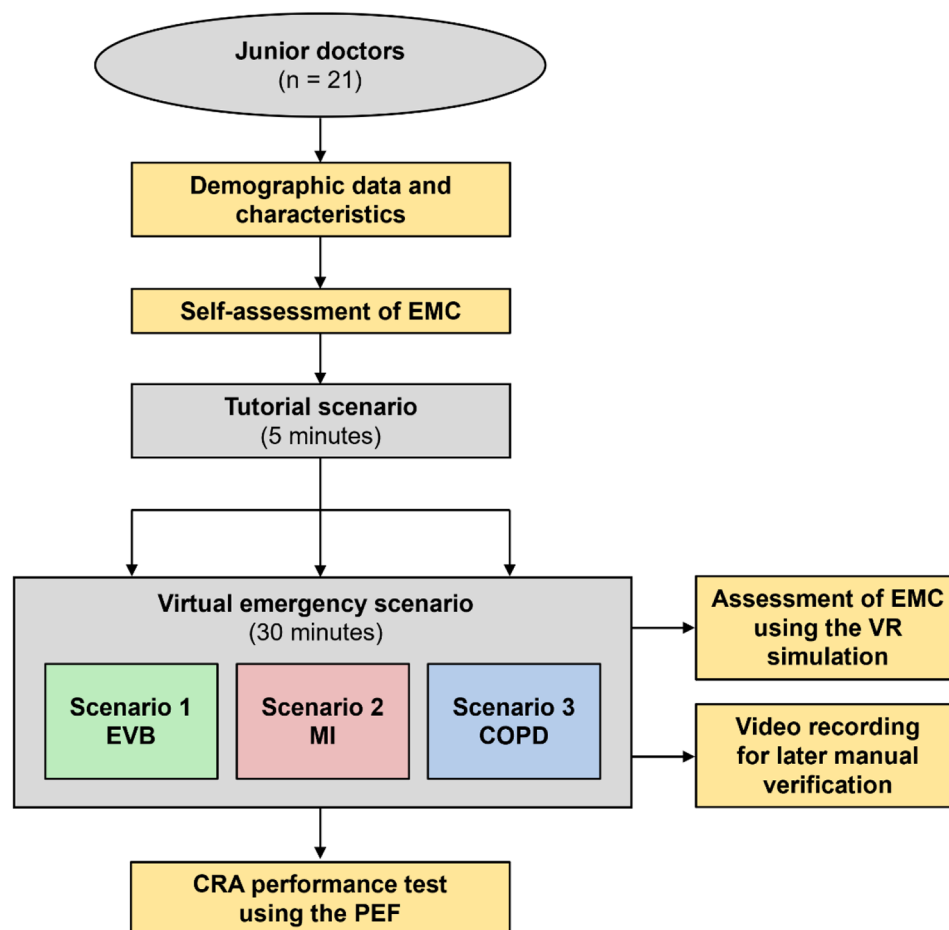 Junior doctors
(n = 21)
Demographic data and
characteristics
Self-assessment of EMC
Tutorial scenario
(5 minutes)
Virtual emergency scenario
(30 minutes)
Scenario 1
EVB
Scenario 2
MI
Scenario 3
COPD
Assessment of EMC
using the VR
simulation
Video recording
for later manual
verification
CRA performance test
using the PEF